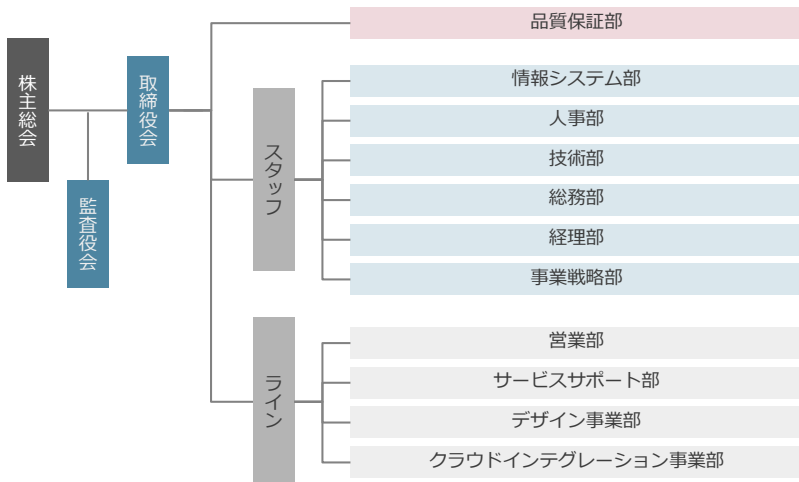 株主総会
監査役会
取締役会
品質保証部
スタッフ
情報システム部
人事部
技術部
総務部
経理部
事業戦略部
ライン
営業部
サービスサポート部
デザイン事業部
クラウドインテグレーション事業部